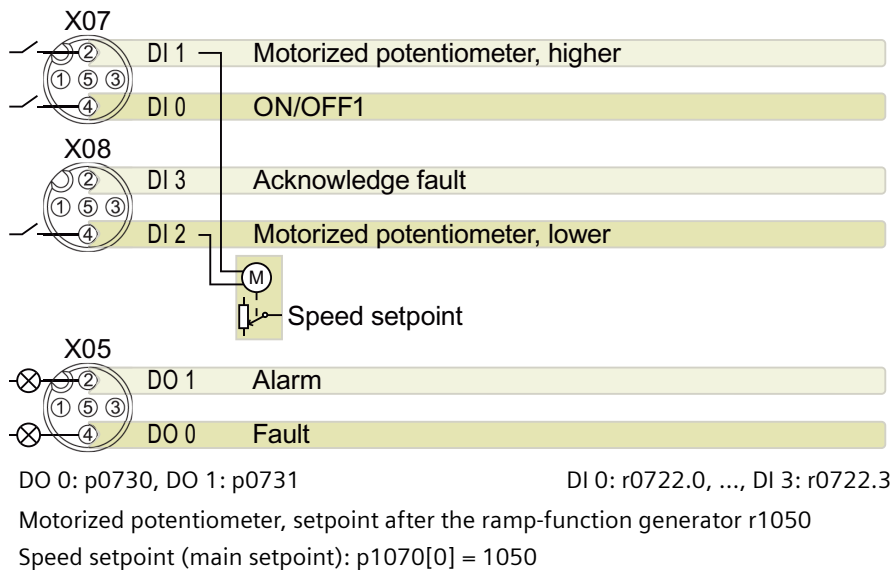 X07
② DI 1 Motorized potentiometer, higher
① ⑤ ③
④ DI 0 ON/OFF1
X08
② DI 3 Acknowledge fault
① ⑤ ③
④ DI 2 Motorized potentiometer, lower
M
Speed setpoint
X05
② DO 1 Alarm
① ⑤ ③
④ DO 0 Fault
DO 0: p0730, DO 1: p0731 DI 0: r0722.0, ..., DI 3: r0722.3
Motorized potentiometer, setpoint after the ramp-function generator r1050
Speed setpoint (main setpoint): p1070[0] = 1050